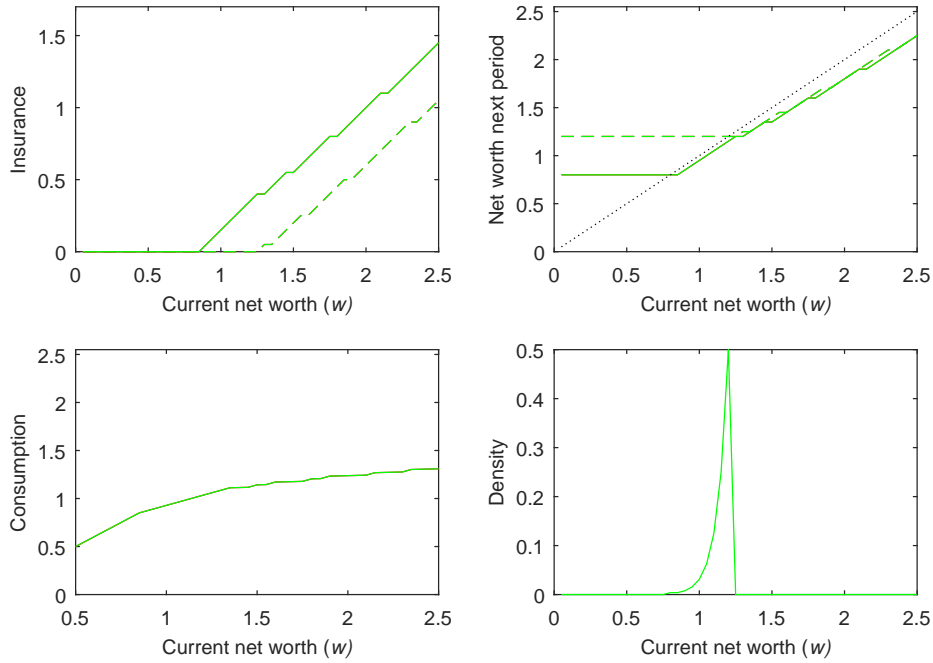 Insurance
1.5
1
0.5
0
0 0.5 1 1.5 2 2.5
Current net worth (w)
Net worth next period
2.5
2
1.5
1
0.5
0
0 0.5 1 1.5 2 2.5
Current net worth (w)
Consumption
2.5
2
1.5
1
0.5
0
0.5 1 1.5 2 2.5
Current net worth (w)
Density
0.5
0.4
0.3
0.2
0.1
0
0 0.5 1 1.5 2 2.5
Current net worth (w)